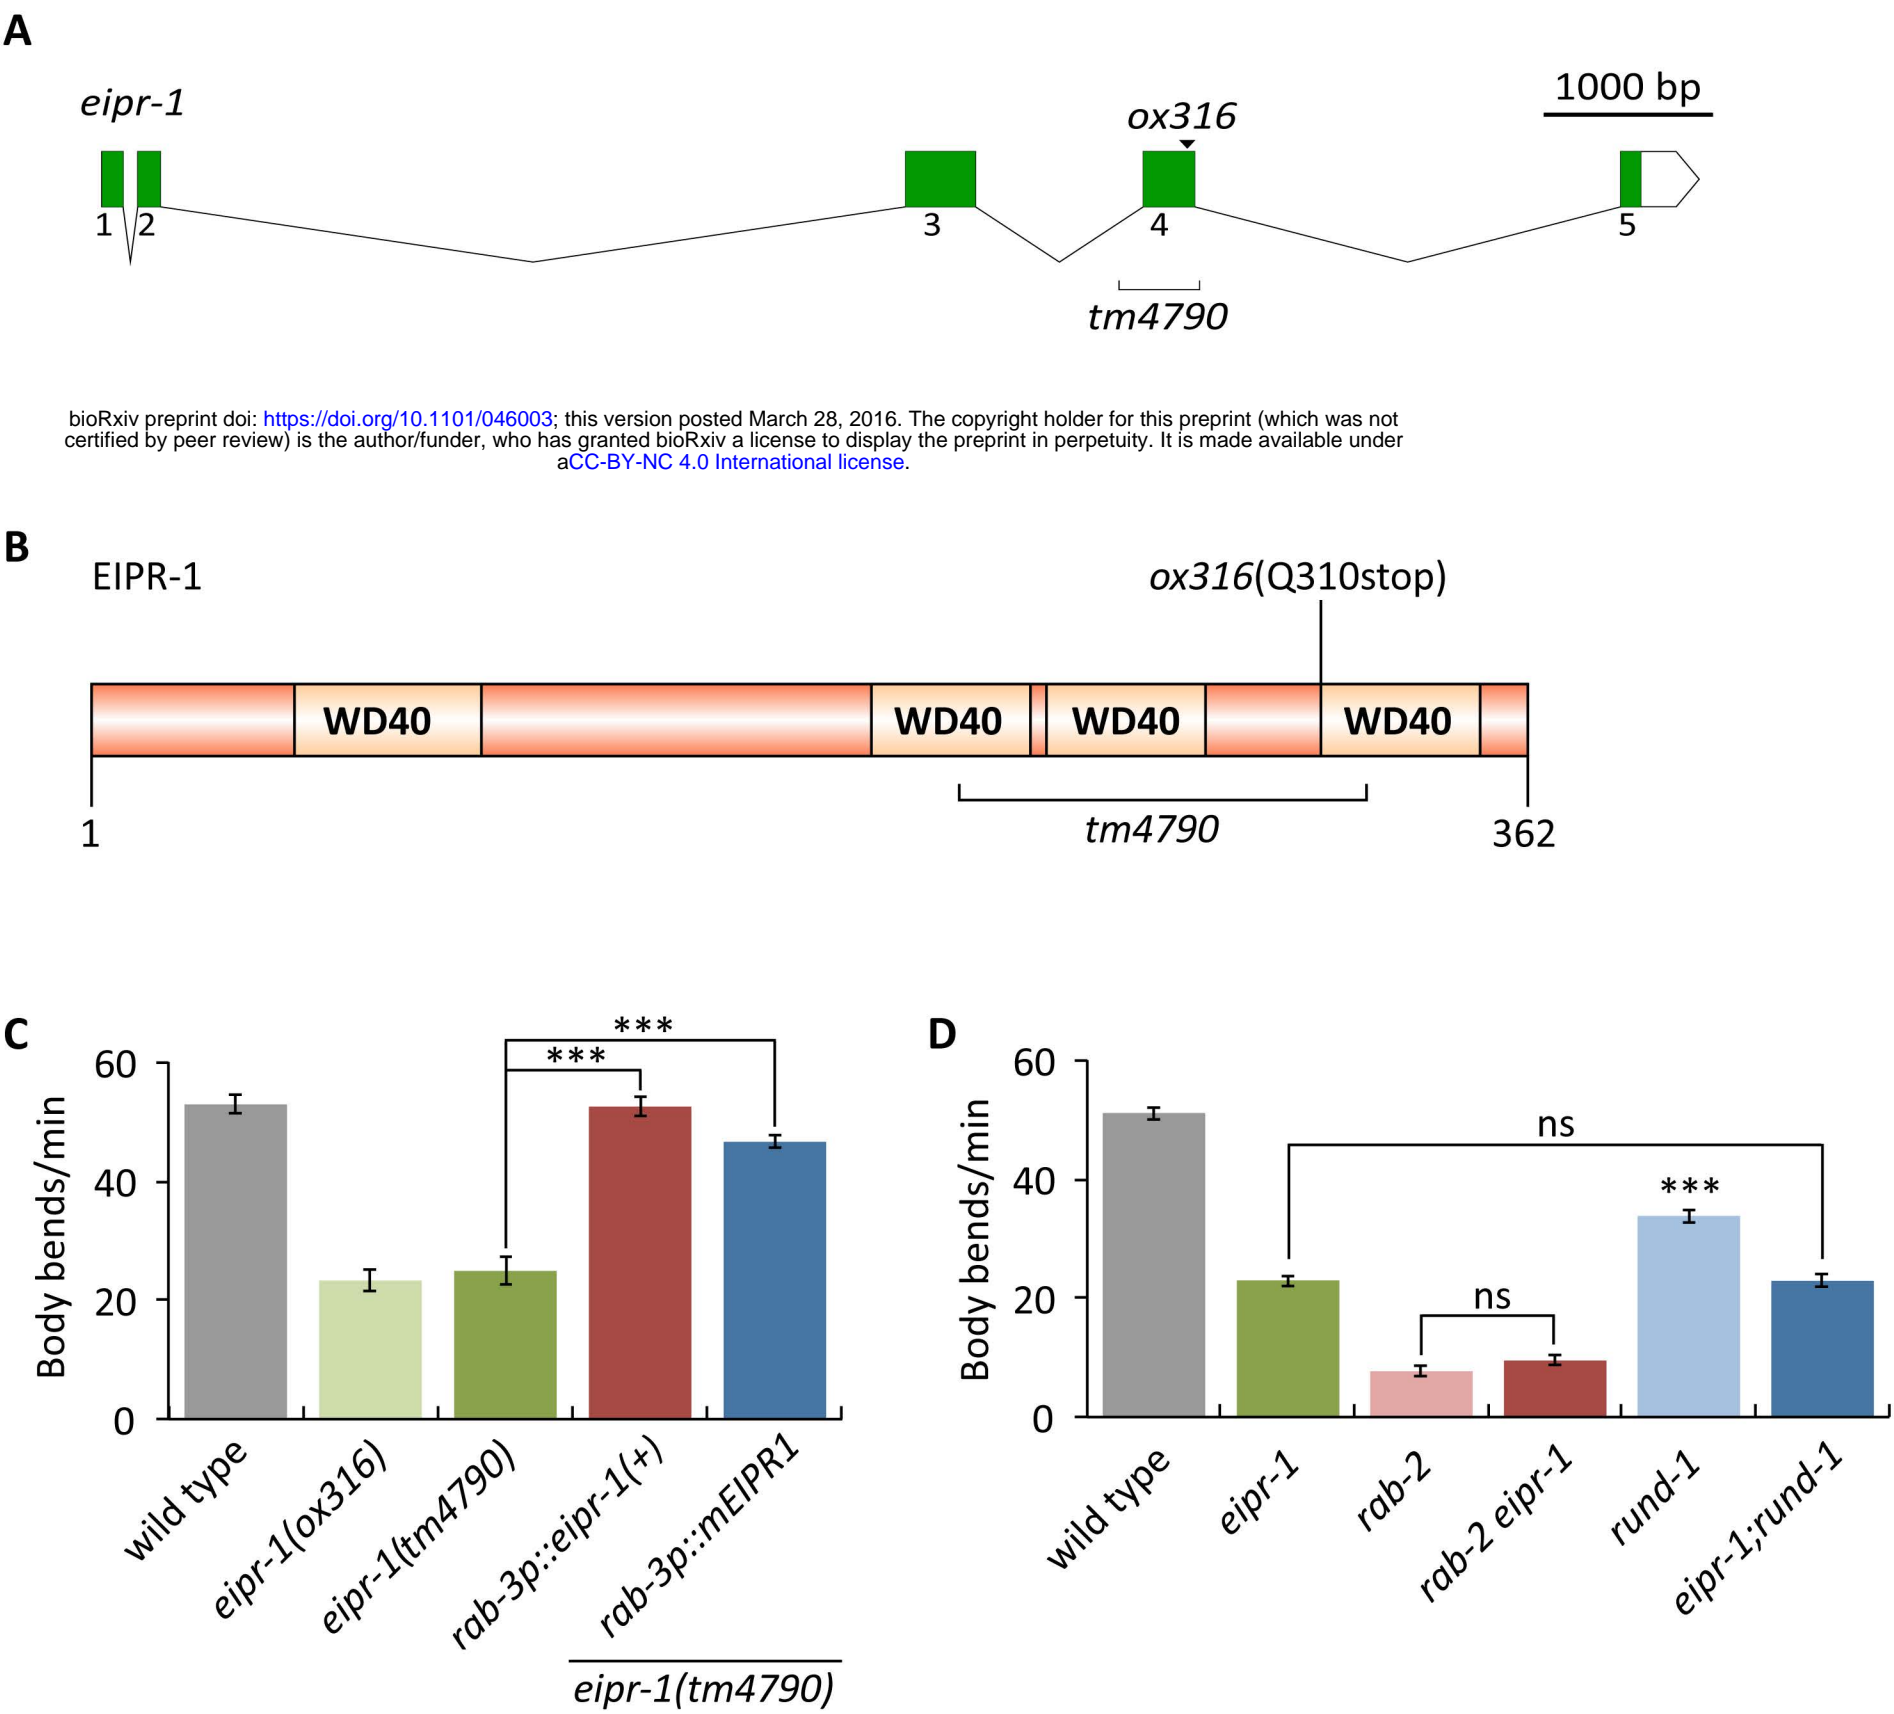 A
eipr-1
ox316
1000 bp
1 2 3 4 5
tm4790
bioRxiv preprint doi: https://doi.org/10.1101/046003; this version posted March 28, 2016. The copyright holder for this preprint (which was not
certified by peer review) is the author/funder, who has granted bioRxiv a license to display the preprint in perpetuity. It is made available under
aCC-BY-NC 4.0 International license.
B
EIPR-1
ox316(Q310stop)
WD40 WD40 WD40 WD40
tm4790
1 362
C
***
***
60
40
20
0
Body bends/min
wild type
eipr-1(ox316)
eipr-1(tm4790)
rab-3p::eipr-1(+)
rab-3p::mEIPR1
eipr-1(tm4790)
D
60
40
20
0
Body bends/min
ns
***
ns
wild type
eipr-1
rab-2
rab-2 eipr-1
rund-1
eipr-1;rund-1